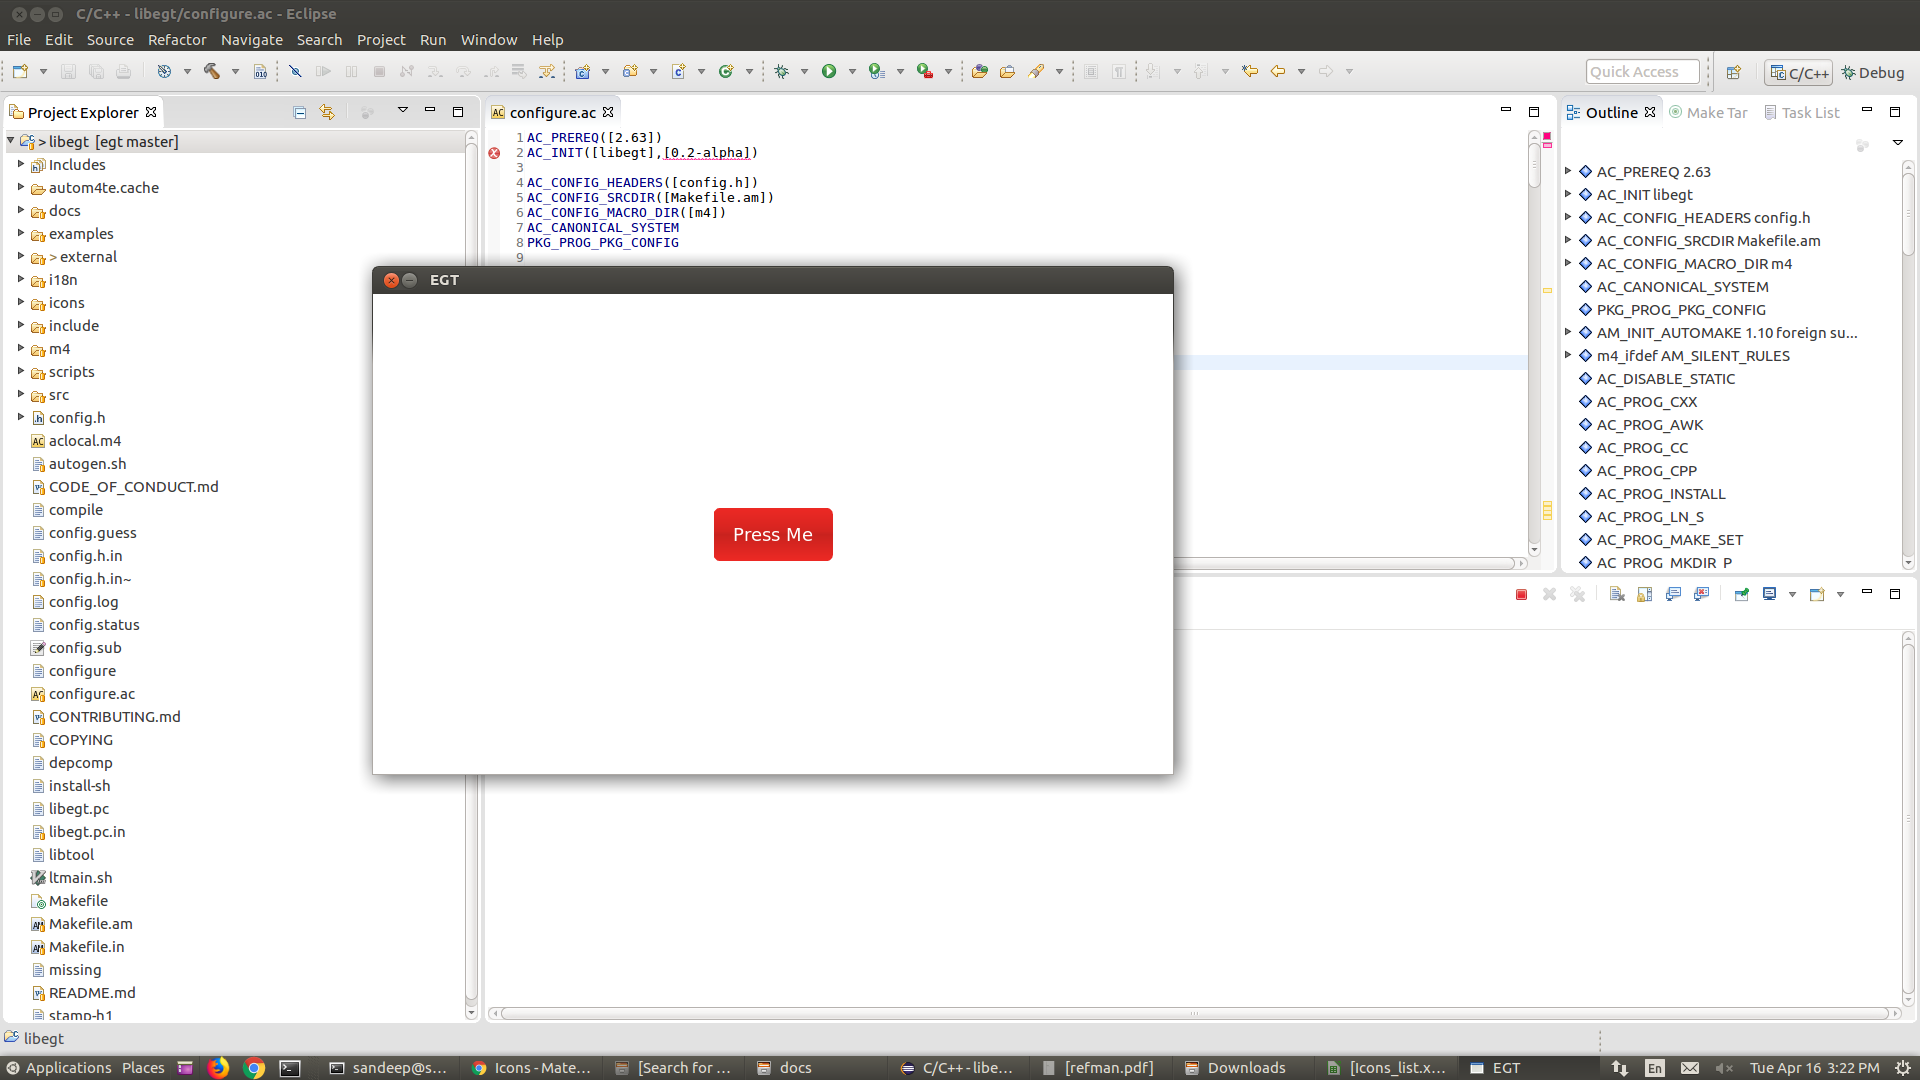 C/C++ - libegt/configure.ac - Eclipse
File Edit Source Refactor Navigate Search Project Run Window Help
Quick Access
C/C++ Debug
Project Explorer
> libegt [egt master]
Includes
autom4te.cache
docs
examples
> external
i18n
icons
include
m4
scripts
src
config.h
aclocal.m4
autogen.sh
CODE_OF_CONDUCT.md
compile
config.guess
config.h.in
config.h.in~
config.log
config.status
config.sub
configure
configure.ac
CONTRIBUTING.md
COPYING
depcomp
install-sh
libegt.pc
libegt.pc.in
libtool
ltmain.sh
Makefile
Makefile.am
Makefile.in
missing
README.md
stamp-h1
configure.ac
1 AC_PREREQ([2.63])
2 AC_INIT([libegt],[0.2-alpha])
3
4 AC_CONFIG_HEADERS([config.h])
5 AC_CONFIG_SRCDIR([Makefile.am])
6 AC_CONFIG_MACRO_DIR([m4])
7 AC_CANONICAL_SYSTEM
8 PKG_PROG_PKG_CONFIG
9
EGT
Press Me
Outline Make Tar Task List
AC_PREREQ 2.63
AC_INIT libegt
AC_CONFIG_HEADERS config.h
AC_CONFIG_SRCDIR Makefile.am
AC_CONFIG_MACRO_DIR m4
AC_CANONICAL_SYSTEM
PKG_PROG_PKG_CONFIG
AM_INIT_AUTOMAKE 1.10 foreign su...
m4_ifdef AM_SILENT_RULES
AC_DISABLE_STATIC
AC_PROG_CXX
AC_PROG_AWK
AC_PROG_CC
AC_PROG_CPP
AC_PROG_INSTALL
AC_PROG_LN_S
AC_PROG_MAKE_SET
AC_PROG_MKDIR_P
libegt
Applications Places sandeep@s... Icons - Mate... [Search for ... docs C/C++ - libe... [refman.pdf] Downloads [Icons_list.x... EGT En Tue Apr 16 3:22 PM